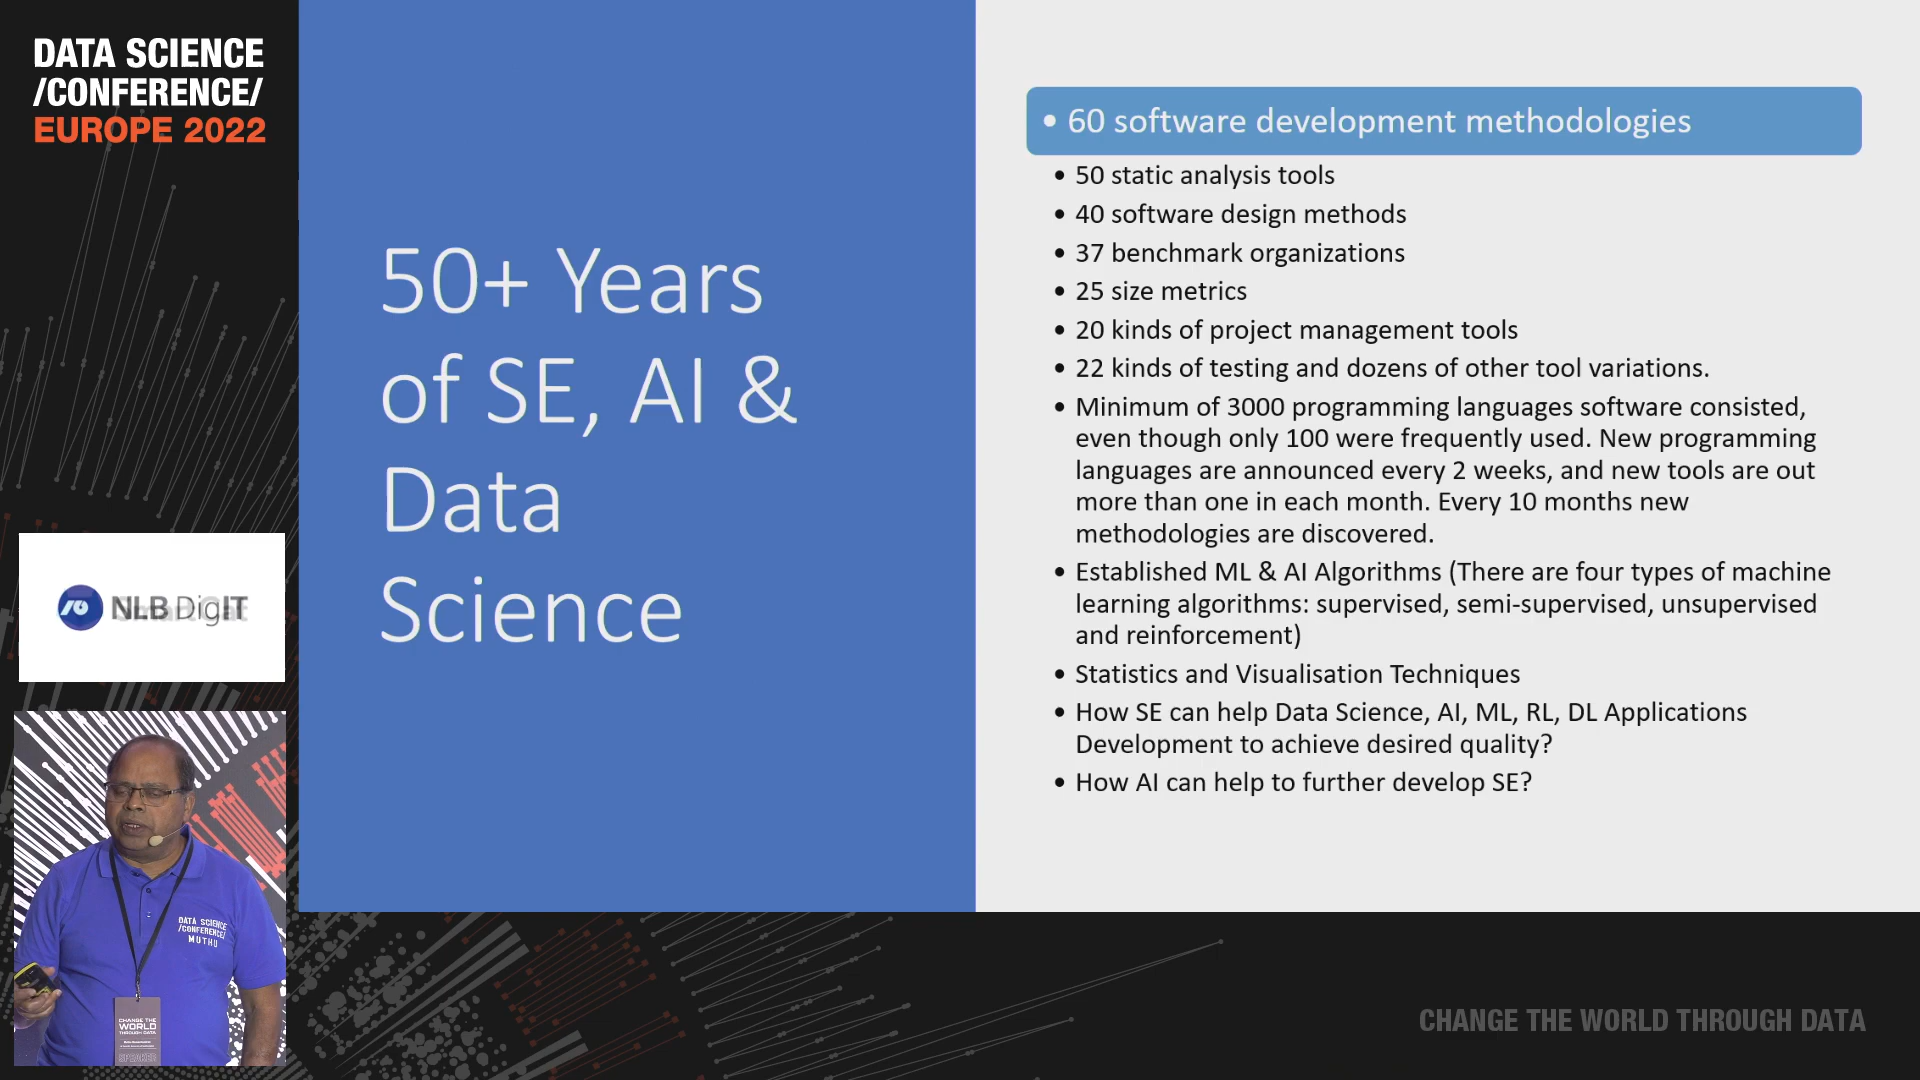 DATA SCIENCE
/CONFERENCE/
EUROPE 2022
50+ Years
of SE, AI &
Data
Science
• 60 software development methodologies
• 50 static analysis tools
• 40 software design methods
• 37 benchmark organizations
• 25 size metrics
• 20 kinds of project management tools
• 22 kinds of testing and dozens of other tool variations.
• Minimum of 3000 programming languages software consisted,
even though only 100 were frequently used. New programming
languages are announced every 2 weeks, and new tools are out
more than one in each month. Every 10 months new
methodologies are discovered.
• Established ML & AI Algorithms (There are four types of machine
learning algorithms: supervised, semi-supervised, unsupervised
and reinforcement)
• Statistics and Visualisation Techniques
• How SE can help Data Science, AI, ML, RL, DL Applications
Development to achieve desired quality?
• How AI can help to further develop SE?
NLB DigIT
DATA SCIENCE
/CONFERENCE/
MUTHU
CHANGE THE
WORLD
THROUGH DATA
SPEAKER
CHANGE THE WORLD THROUGH DATA